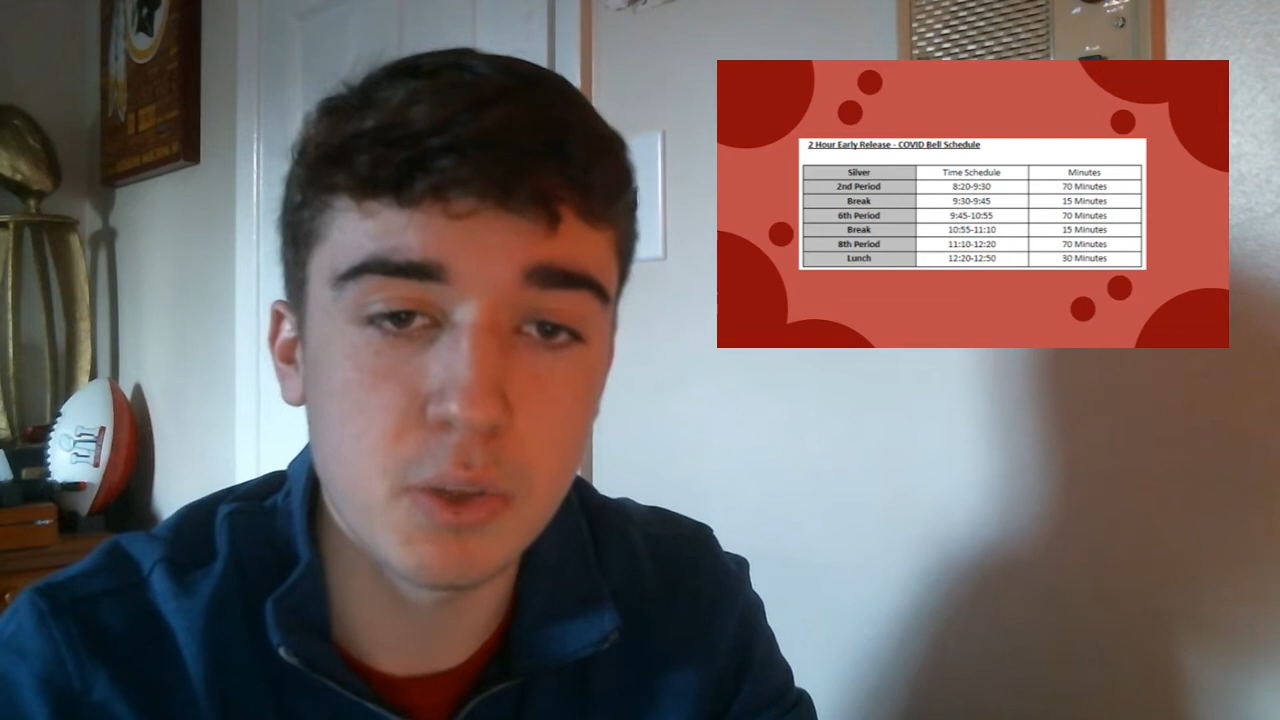 2 Hour Early Release - COVID Bell Schedule
Silver Time Schedule Minutes
2nd Period 8:20-9:30 70 Minutes
Break 9:30-9:45 15 Minutes
6th Period 9:45-10:55 70 Minutes
Break 10:55-11:10 15 Minutes
8th Period 11:10-12:20 70 Minutes
Lunch 12:20-12:50 30 Minutes